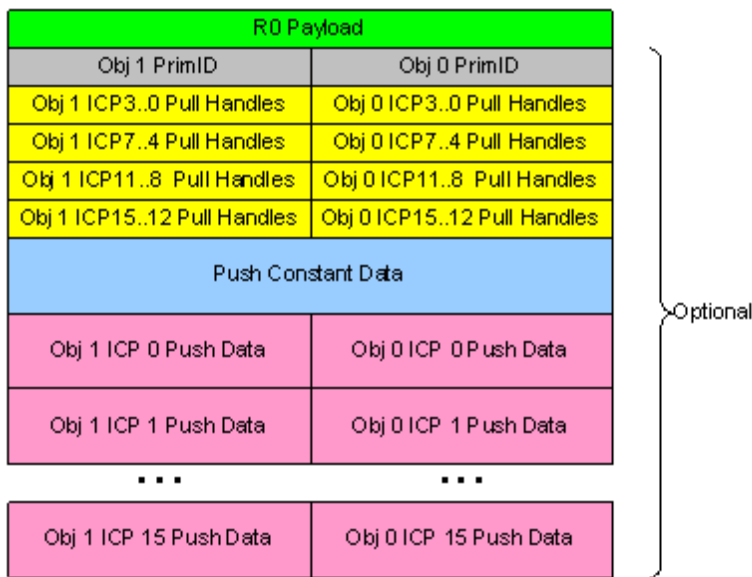 R0 Payload
Obj 1 PrimID Obj 0 PrimID
Obj 1 ICP3..0 Pull Handles Obj 0 ICP3..0 Pull Handles
Obj 1 ICP7..4 Pull Handles Obj 0 ICP7..4 Pull Handles
Obj 1 ICP11..8 Pull Handles Obj 0 ICP11..8 Pull Handles
Obj 1 ICP15..12 Pull Handles Obj 0 ICP15..12 Pull Handles
Push Constant Data
Optional
Obj 1 ICP 0 Push Data Obj 0 ICP 0 Push Data
Obj 1 ICP 1 Push Data Obj 0 ICP 1 Push Data
... ...
Obj 1 ICP 15 Push Data Obj 0 ICP 15 Push Data